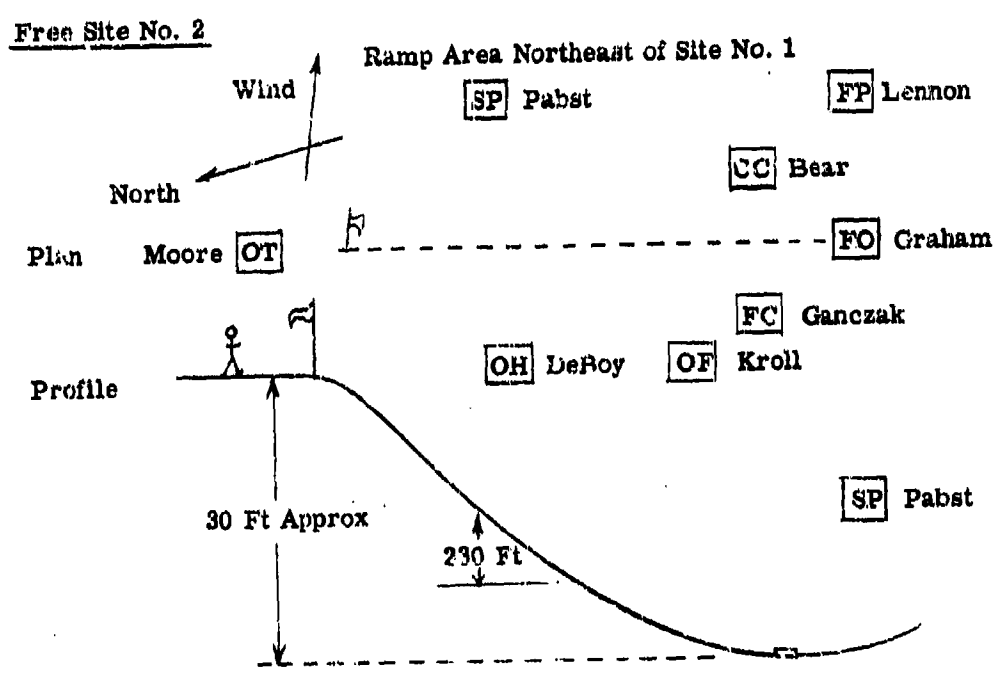 Free Site No. 2
Ramp Area Northeast of Site No. 1
Wind
SP Pabst
FP Lennon
CC Bear
North
Plan
Moore OT
FO Graham
FC Ganczak
OH DeRoy
OF Kroll
Profile
SP Pabst
30 Ft Approx
230 Ft